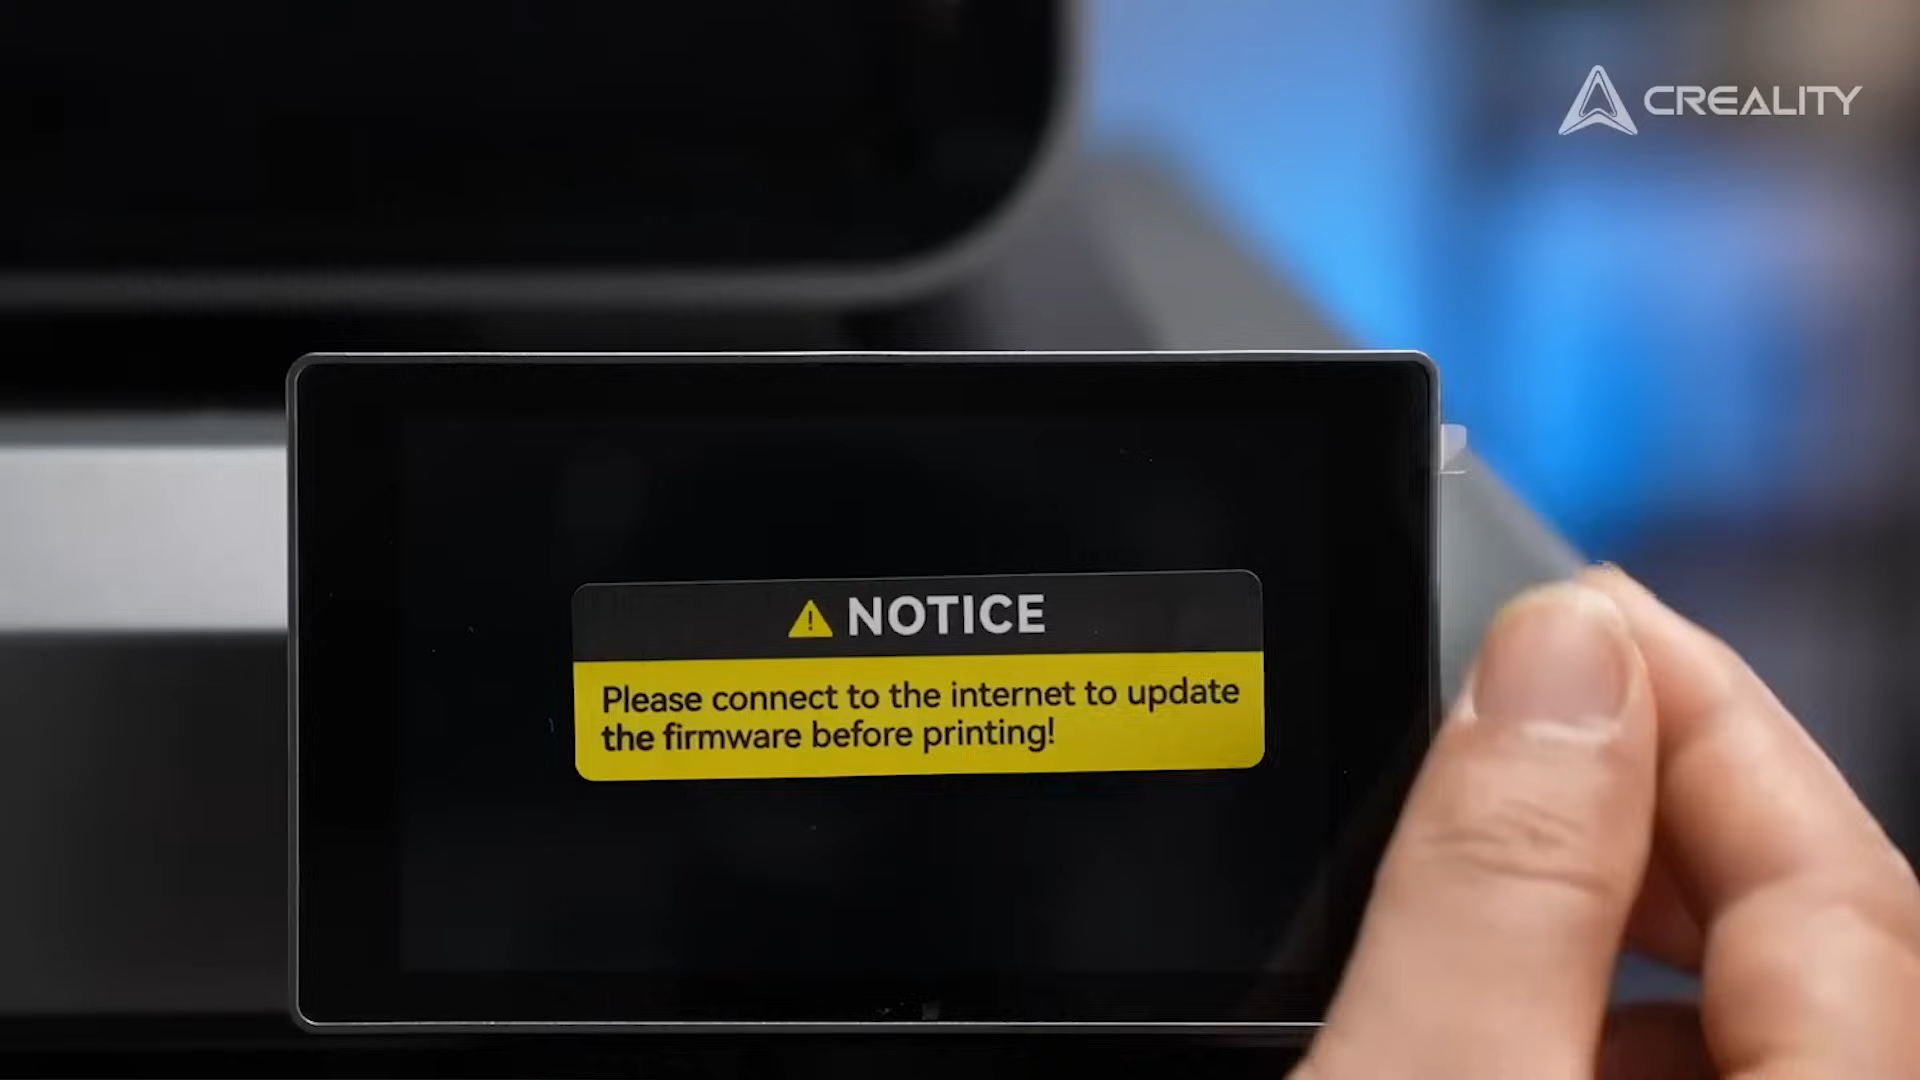 CREALITY
NOTICE
Please connect to the internet to update
the firmware before printing!